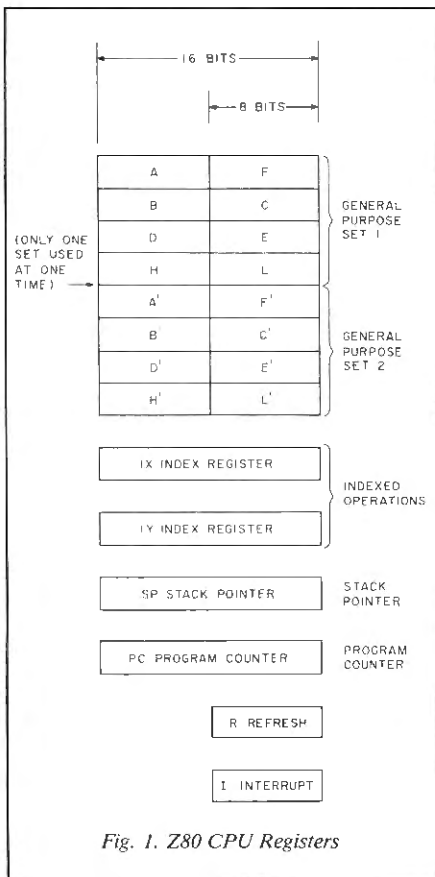 16 BITS
8 BITS
A F
B C
D E
H L
A' F'
B' C'
D' E'
H' L'
(ONLY ONE
SET USED
AT ONE
TIME)
GENERAL
PURPOSE
SET 1
GENERAL
PURPOSE
SET 2
IX INDEX REGISTER
IY INDEX REGISTER
INDEXED
OPERATIONS
SP STACK POINTER
STACK
POINTER
PC PROGRAM COUNTER
PROGRAM
COUNTER
R REFRESH
I INTERRUPT
Fig. 1. Z80 CPU Registers